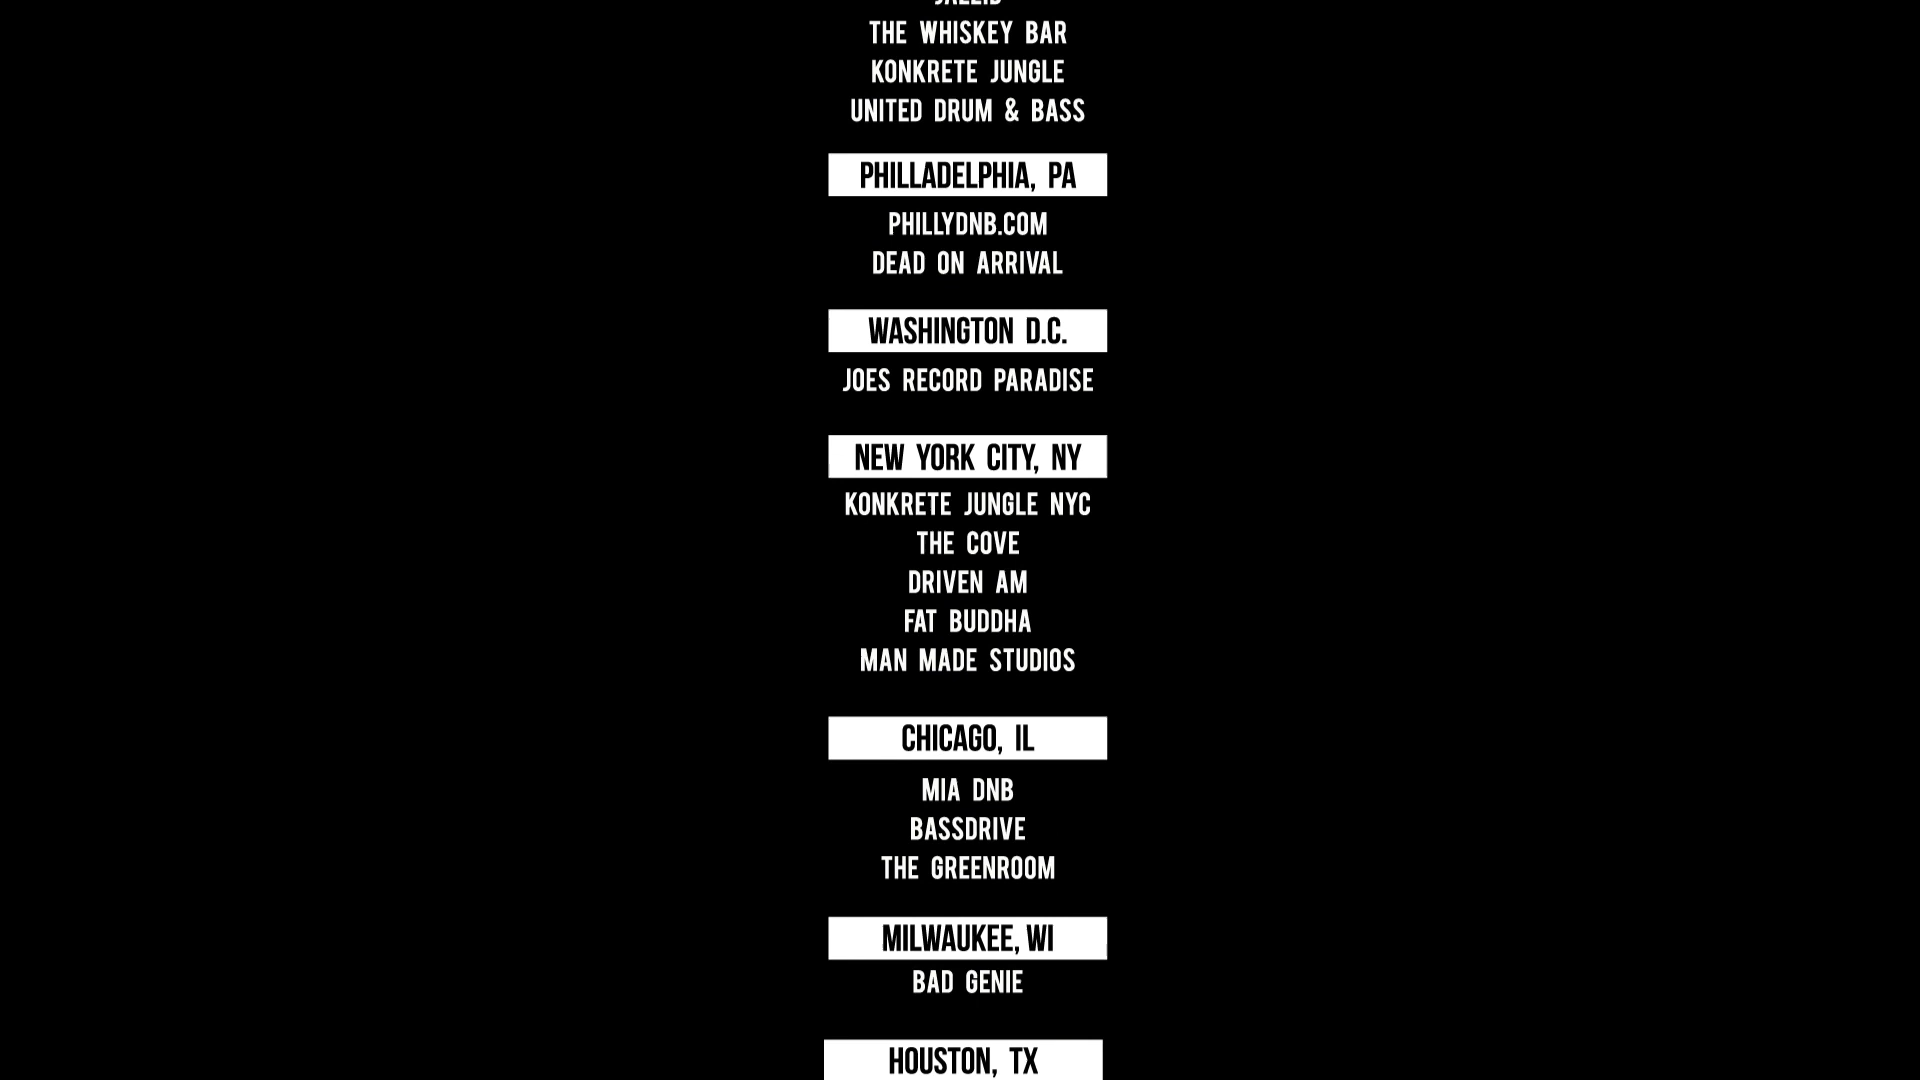 THE WHISKEY BAR
KONKRETE JUNGLE
UNITED DRUM & BASS
PHILLADELPHIA, PA
PHILLYDNB.COM
DEAD ON ARRIVAL
WASHINGTON D.C.
JOES RECORD PARADISE
NEW YORK CITY, NY
KONKRETE JUNGLE NYC
THE COVE
DRIVEN AM
FAT BUDDHA
MAN MADE STUDIOS
CHICAGO, IL
MIA DNB
BASSDRIVE
THE GREENROOM
MILWAUKEE, WI
BAD GENIE
HOUSTON, TX